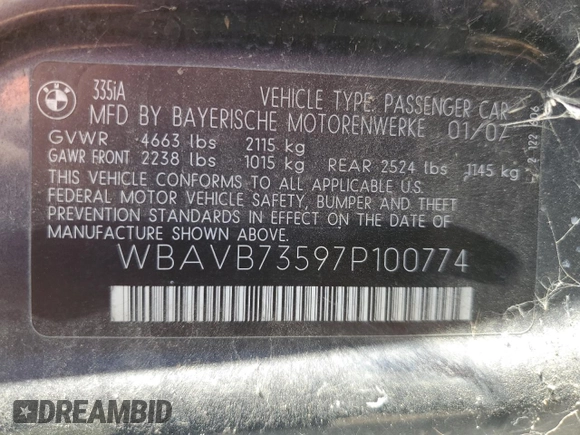 BMW
335iA
VEHICLE TYPE: PASSENGER CAR
MFD BY BAYERISCHE MOTORENWERKE 01/07
GVWR 4663 lbs 2115 kg
GAWR FRONT 2238 lbs 1015 kg REAR 2524 lbs 1145 kg
THIS VEHICLE CONFORMS TO ALL APPLICABLE U.S.
FEDERAL MOTOR VEHICLE SAFETY, BUMPER AND THEFT
PREVENTION STANDARDS IN EFFECT ON THE DATE OF
MANUFACTURE SHOWN ABOVE.
WBAVB73597P100774
DREAMBID